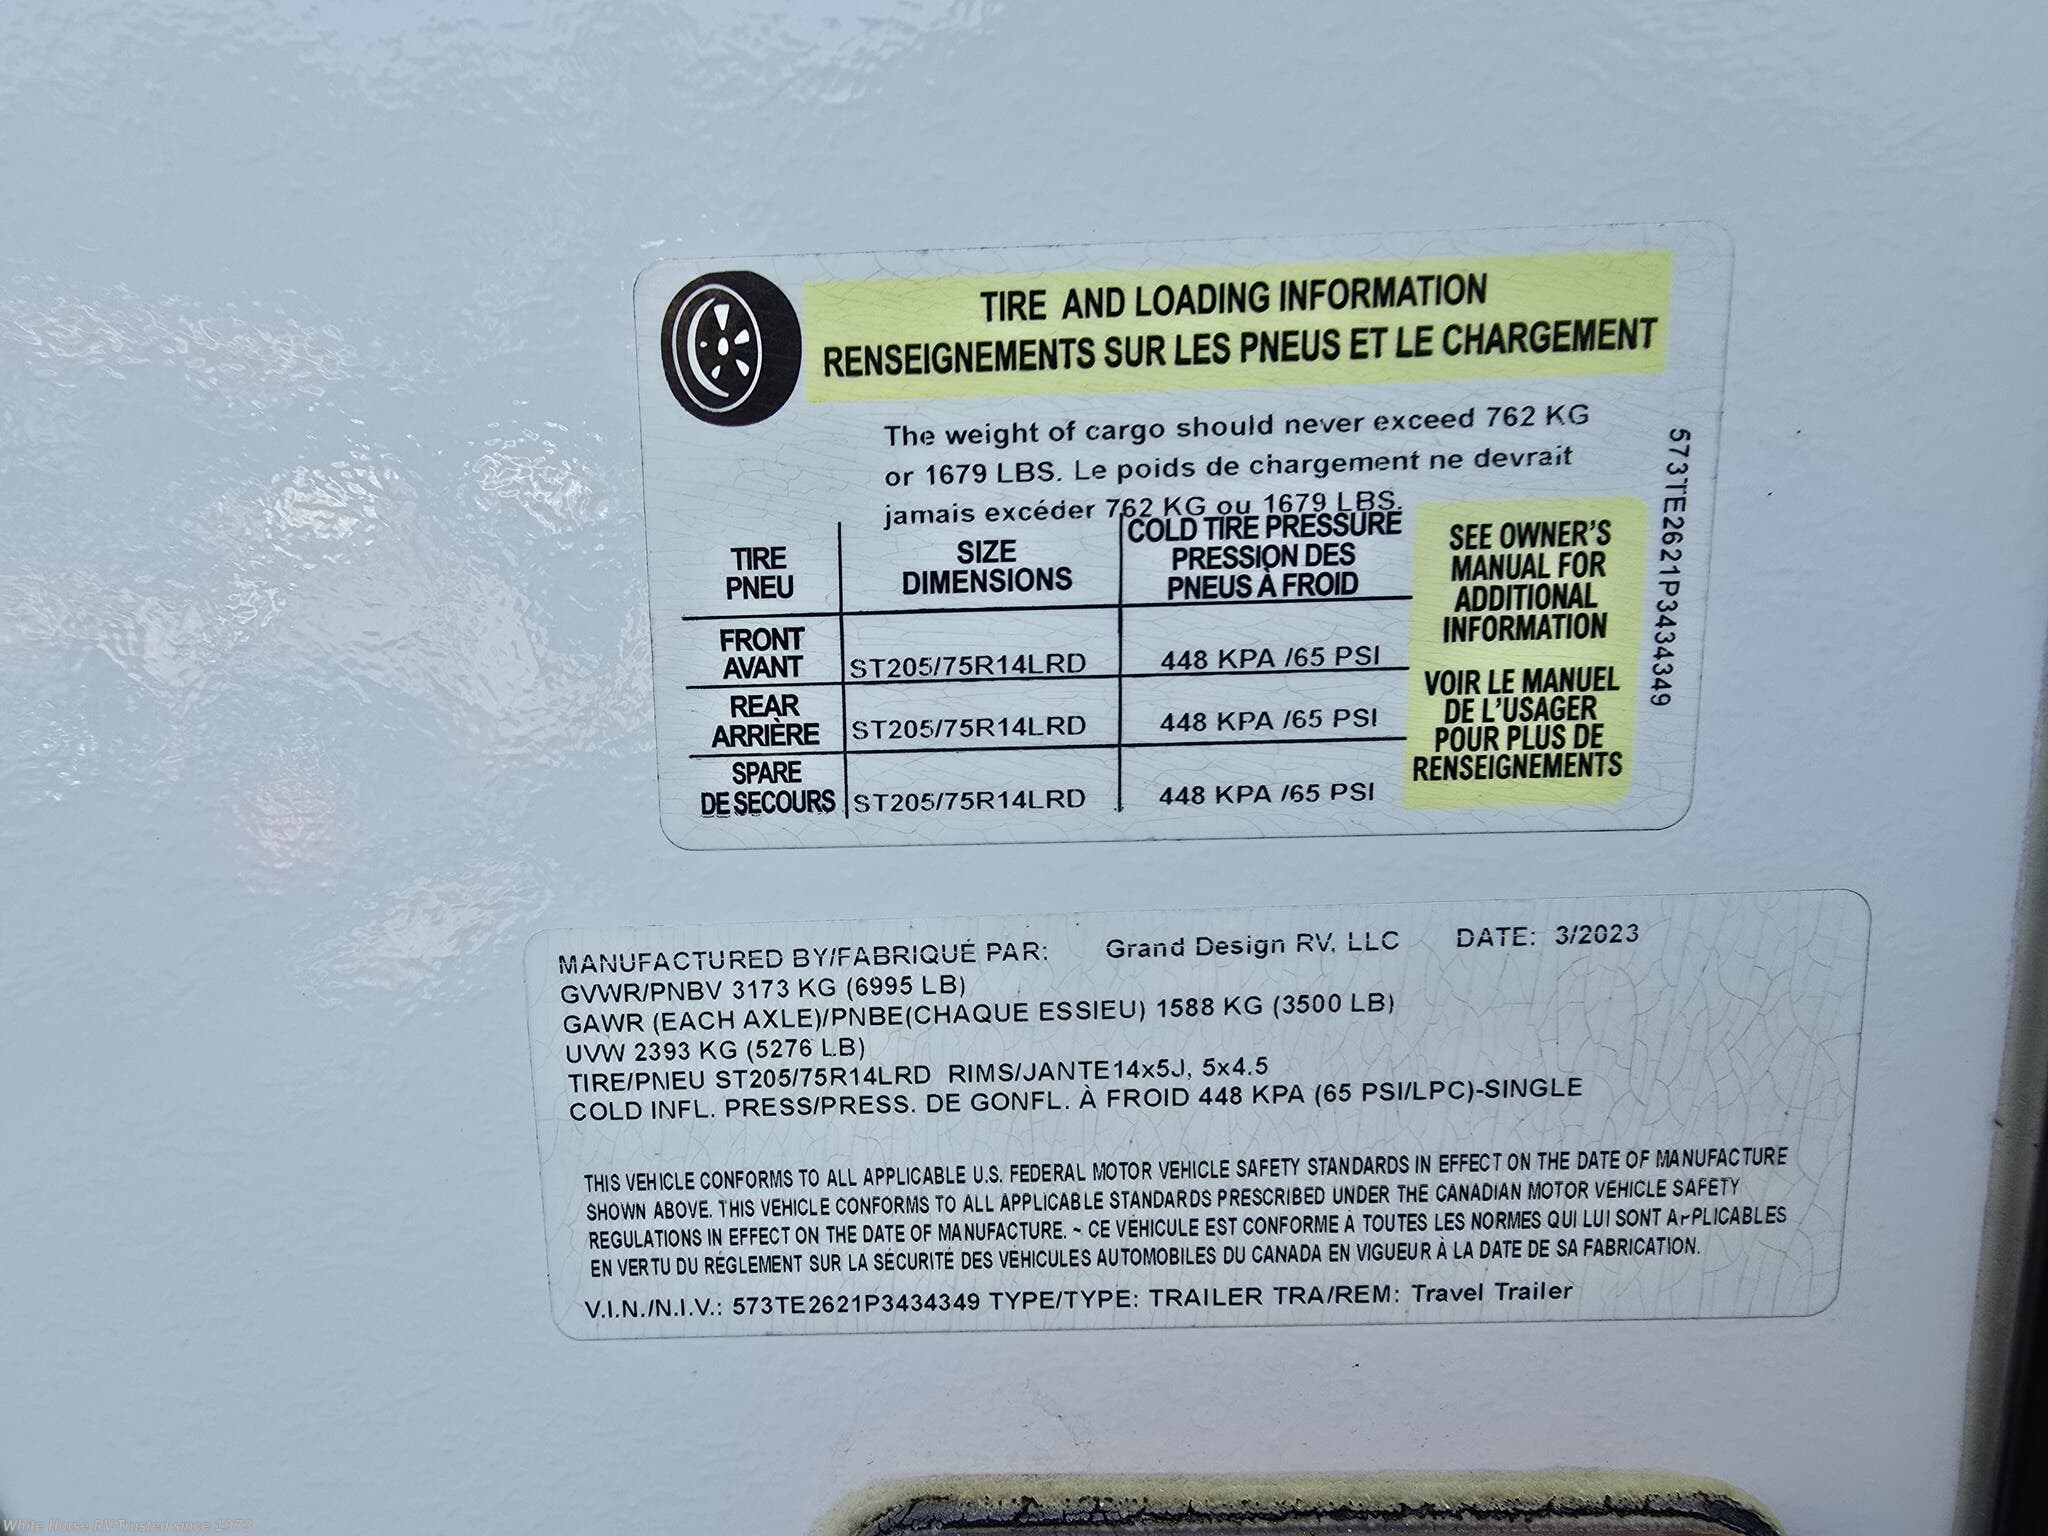 TIRE AND LOADING INFORMATION
RENSEIGNEMENTS SUR LES PNEUS ET LE CHARGEMENT
The weight of cargo should never exceed 762 KG
or 1679 LBS. Le poids de chargement ne devrait
jamais excéder 762 KG ou 1679 LBS.
TIRE
PNEU
SIZE
DIMENSIONS
COLD TIRE PRESSURE
PRESSION DES
PNEUS À FROID
FRONT
AVANT
ST205/75R14LRD
448 KPA /65 PSI
REAR
ARRIÈRE
ST205/75R14LRD
448 KPA /65 PSI
SPARE
DE SECOURS
ST205/75R14LRD
448 KPA /65 PSI
SEE OWNER'S
MANUAL FOR
ADDITIONAL
INFORMATION
VOIR LE MANUEL
DE L'USAGER
POUR PLUS DE
RENSEIGNEMENTS
573TE2621P3434349
MANUFACTURED BY/FABRIQUÉ PAR: Grand Design RV, LLC DATE: 3/2023
GVWR/PNBV 3173 KG (6995 LB)
GAWR (EACH AXLE)/PNBE(CHAQUE ESSIEU) 1588 KG (3500 LB)
UVW 2393 KG (5276 LB)
TIRE/PNEU ST205/75R14LRD RIMS/JANTE14x5J, 5x4.5
COLD INFL. PRESS/PRESS. DE GONFL. À FROID 448 KPA (65 PSI/LPC)-SINGLE
THIS VEHICLE CONFORMS TO ALL APPLICABLE U.S. FEDERAL MOTOR VEHICLE SAFETY STANDARDS IN EFFECT ON THE DATE OF MANUFACTURE
SHOWN ABOVE. THIS VEHICLE CONFORMS TO ALL APPLICABLE STANDARDS PRESCRIBED UNDER THE CANADIAN MOTOR VEHICLE SAFETY
REGULATIONS IN EFFECT ON THE DATE OF MANUFACTURE. ~ CE VÉHICULE EST CONFORME À TOUTES LES NORMES QUI LUI SONT APPLICABLES
EN VERTU DU RÉGLEMENT SUR LA SÉCURITÉ DES VÉHICULES AUTOMOBILES DU CANADA EN VIGUEUR À LA DATE DE SA FABRICATION.
V.I.N./N.I.V.: 573TE2621P3434349 TYPE/TYPE: TRAILER TRA/REM: Travel Trailer
White Horse RV-Trusted since 1973